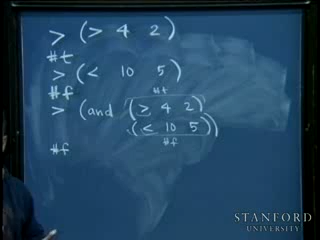 > (> 4 2)
#t
> (< 10 5)
#f
#t
> (and (> 4 2)
(< 10 5))
#f
#f
STANFORD
UNIVERSITY